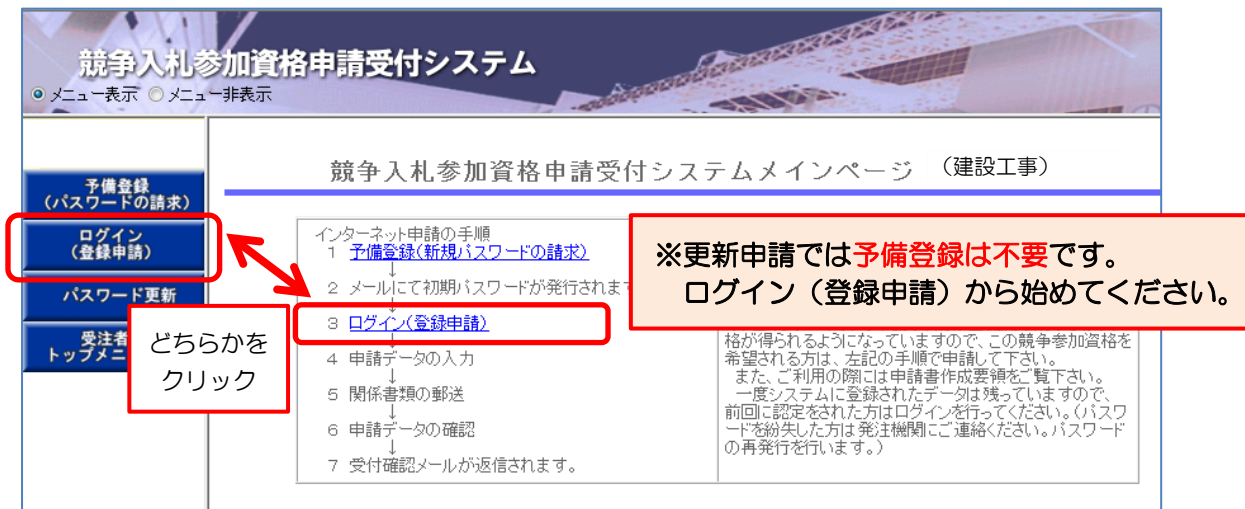 競争入札参加資格申請受付システム
メニュー表示 メニュー非表示
予備登録
(パスワードの請求)
ログイン
(登録申請)
パスワード更新
受注者
トップメニ
どちらかを
クリック
競争入札参加資格申請受付システムメインページ (建設工事)
インターネット申請の手順
1 予備登録(新規パスワードの請求)
↓
2 メールにて初期パスワードが発行されます
↓
3 ログイン(登録申請)
↓
4 申請データの入力
↓
5 関係書類の郵送
↓
6 申請データの確認
↓
7 受付確認メールが返信されます。
※更新申請では予備登録は不要です。
ログイン(登録申請)から始めてください。
格が得られるようになっていますので、この競争参加資格を
希望される方は、左記の手順で申請して下さい。
また、ご利用の際には申請書作成要領をご覧下さい。
一度システムに登録されたデータは残っていますので、
前回に認定をされた方はログインを行ってください。(パスワ
ードを紛失した方は発注機関にご連絡ください。パスワード
の再発行を行います。)